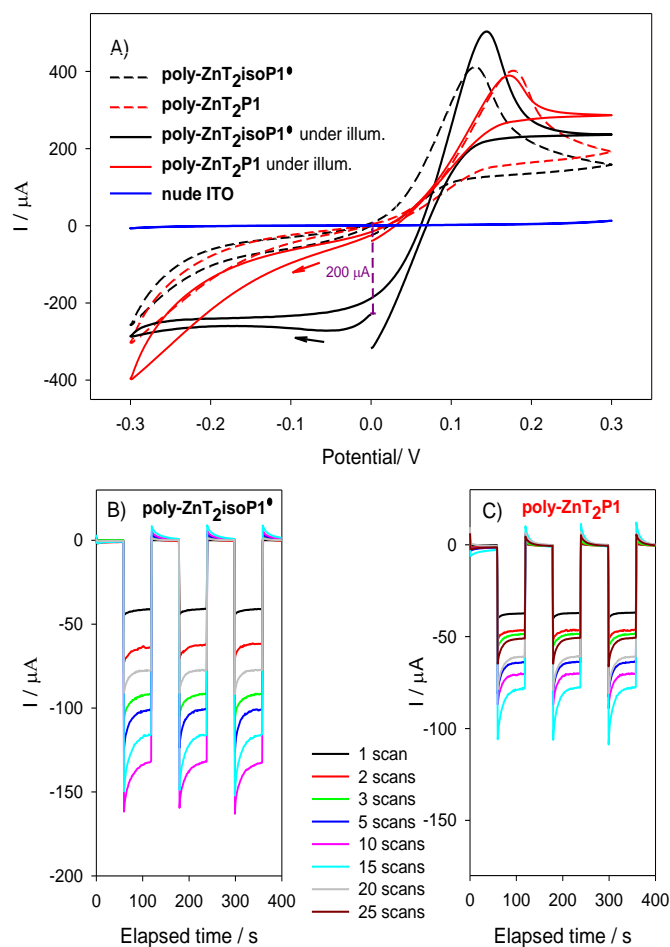 A)
poly-ZnT2isoP1•
poly-ZnT2P1
poly-ZnT2isoP1• under illum.
poly-ZnT2P1 under illum.
nude ITO
200 µA
I / µA
400
200
0
-200
-400
-0.3 -0.2 -0.1 0.0 0.1 0.2 0.3
Potential/ V
B) poly-ZnT2isoP1•
I / µA
0
-50
-100
-150
-200
0 100 200 300 400
Elapsed time / s
1 scan
2 scans
3 scans
5 scans
10 scans
15 scans
20 scans
25 scans
C) poly-ZnT2P1
I / µA
0
-50
-100
-150
0 100 200 300 400
Elapsed time / s